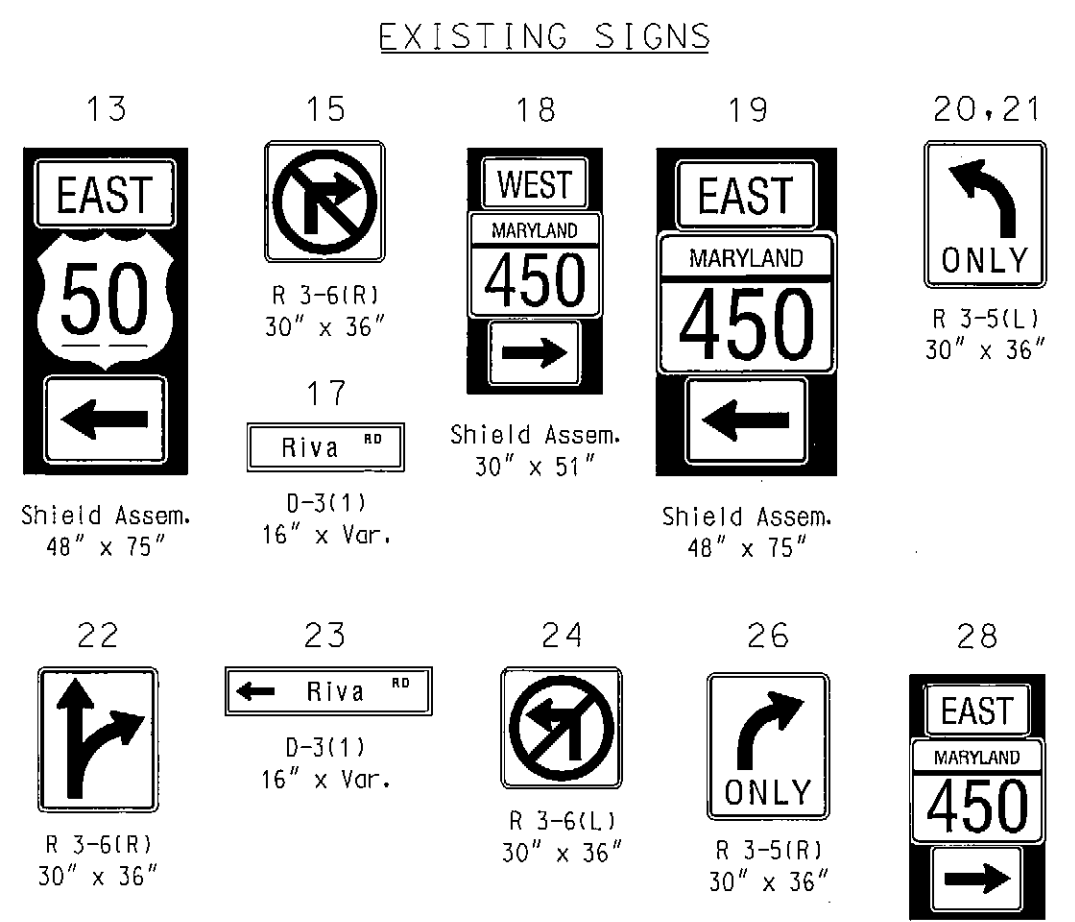 EXISTING SIGNS
13
EAST
50
Shield Assem.
48" x 75"
15
R 3-6(R)
30" x 36"
17
Riva RD
D-3(1)
16" x Var.
18
WEST
MARYLAND
450
Shield Assem.
30" x 51"
19
EAST
MARYLAND
450
Shield Assem.
48" x 75"
20,21
ONLY
R 3-5(L)
30" x 36"
22
R 3-6(R)
30" x 36"
23
Riva RD
D-3(1)
16" x Var.
24
R 3-6(L)
30" x 36"
26
ONLY
R 3-5(R)
30" x 36"
28
EAST
MARYLAND
450